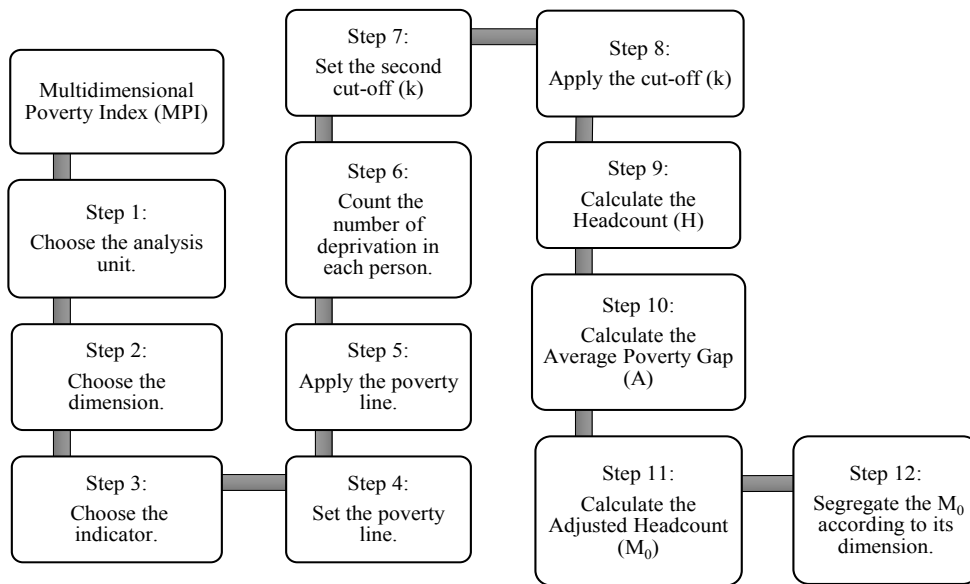 Multidimensional
Poverty Index (MPI)
Step 1:
Choose the analysis
unit.
Step 2:
Choose the
dimension.
Step 3:
Choose the
indicator.
Step 4:
Set the poverty
line.
Step 5:
Apply the poverty
line.
Step 6:
Count the
number of
deprivation in
each person.
Step 7:
Set the second
cut-off (k)
Step 8:
Apply the cut-off (k)
Step 9:
Calculate the
Headcount (H)
Step 10:
Calculate the
Average Poverty Gap
(A)
Step 11:
Calculate the
Adjusted Headcount
(M₀)
Step 12:
Segregate the M₀
according to its
dimension.